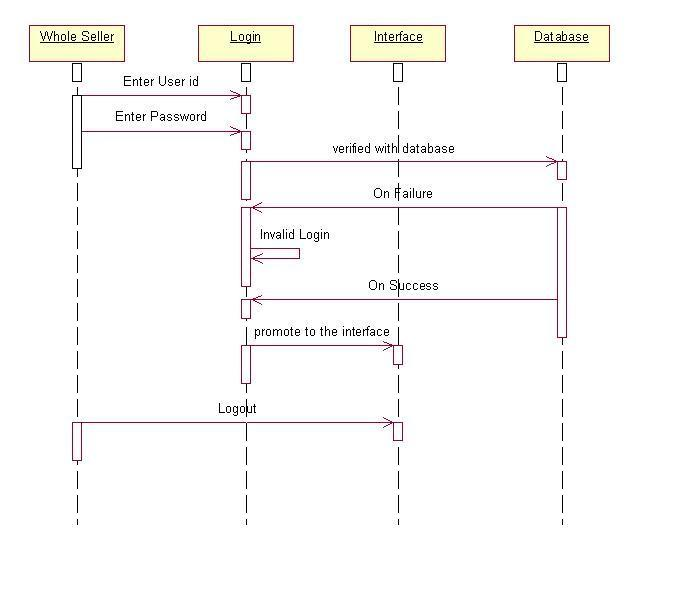 Whole Seller
Login
Interface
Database
Enter User id
Enter Password
verified with database
On Failure
Invalid Login
On Success
promote to the interface
Logout